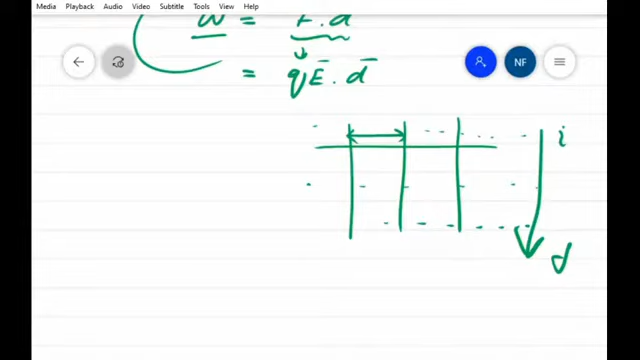 Media Playback Audio Video Subtitle Tools View Help
W = F.d
= qE.d
NF
i
d